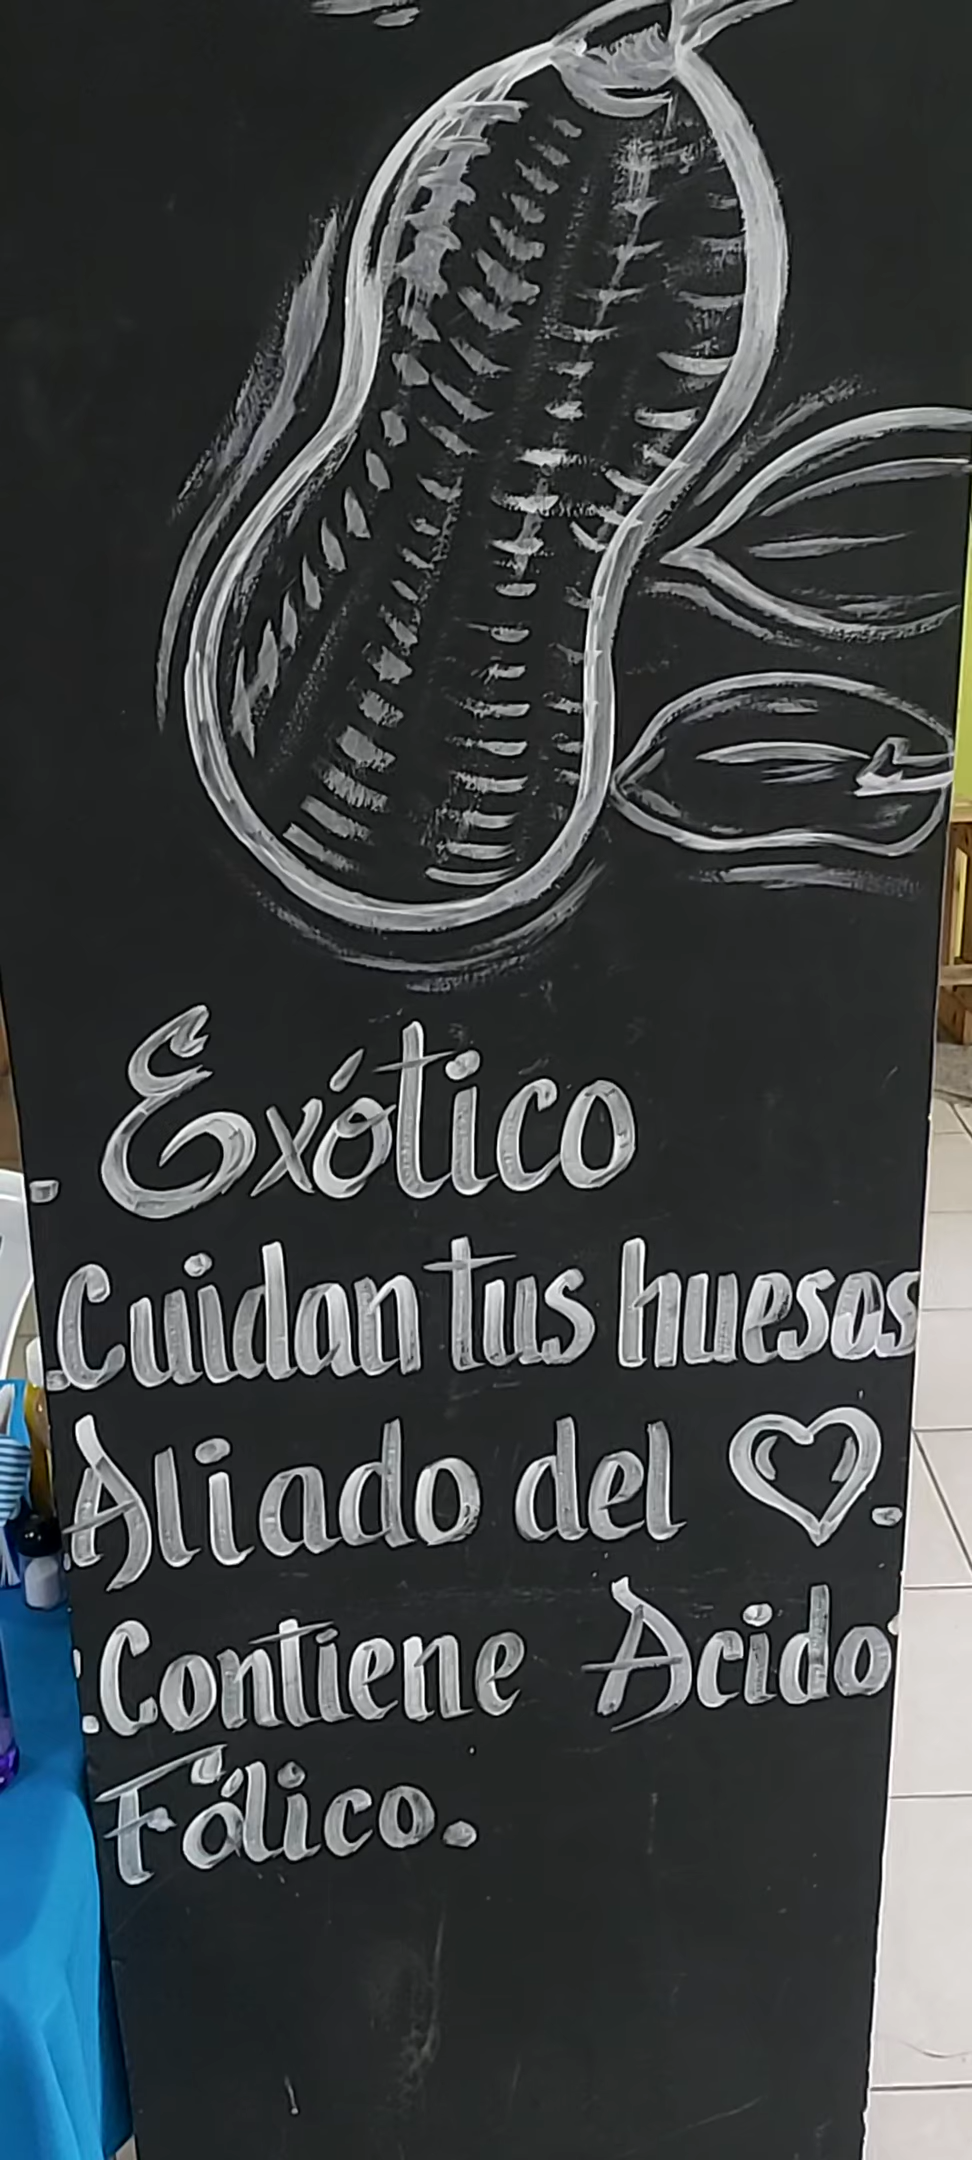 . Exótico
.Cuidan tus huesos
.Aliado del ♡.
.Contiene Acido
Fólico.